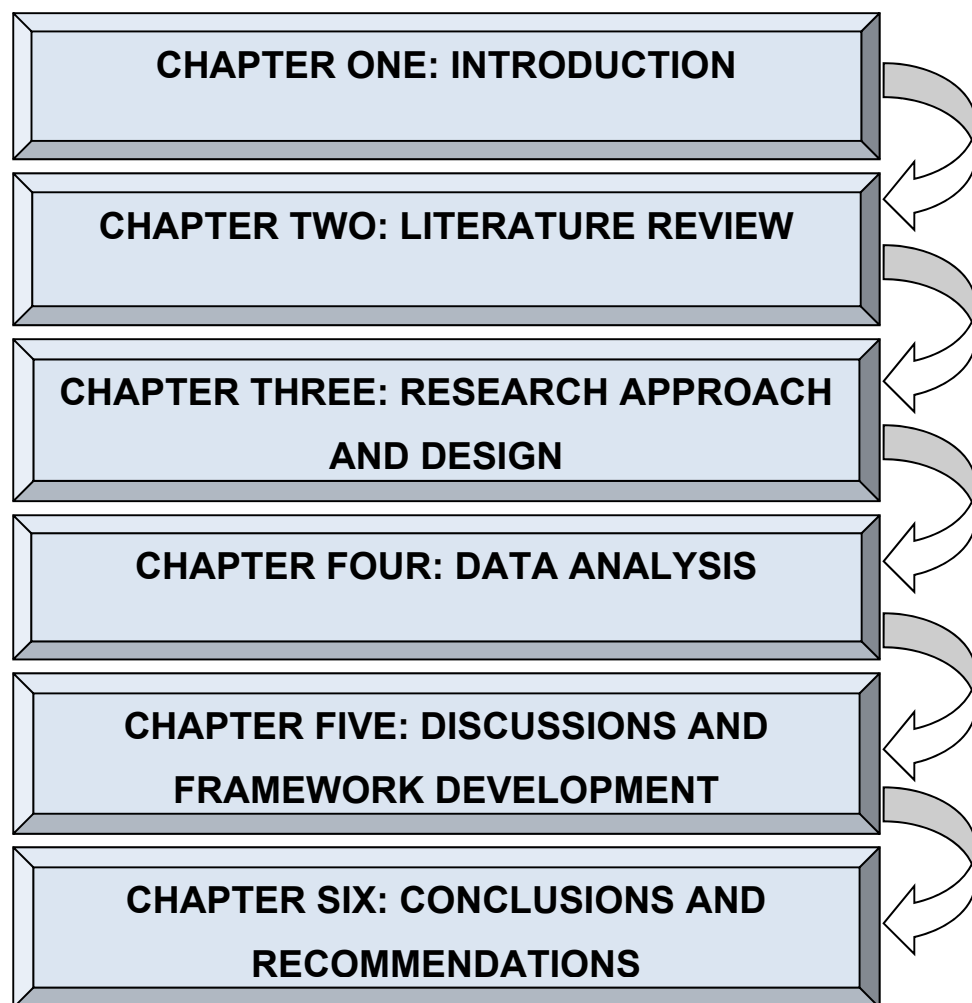 CHAPTER ONE: INTRODUCTION
CHAPTER TWO: LITERATURE REVIEW
CHAPTER THREE: RESEARCH APPROACH
AND DESIGN
CHAPTER FOUR: DATA ANALYSIS
CHAPTER FIVE: DISCUSSIONS AND
FRAMEWORK DEVELOPMENT
CHAPTER SIX: CONCLUSIONS AND
RECOMMENDATIONS